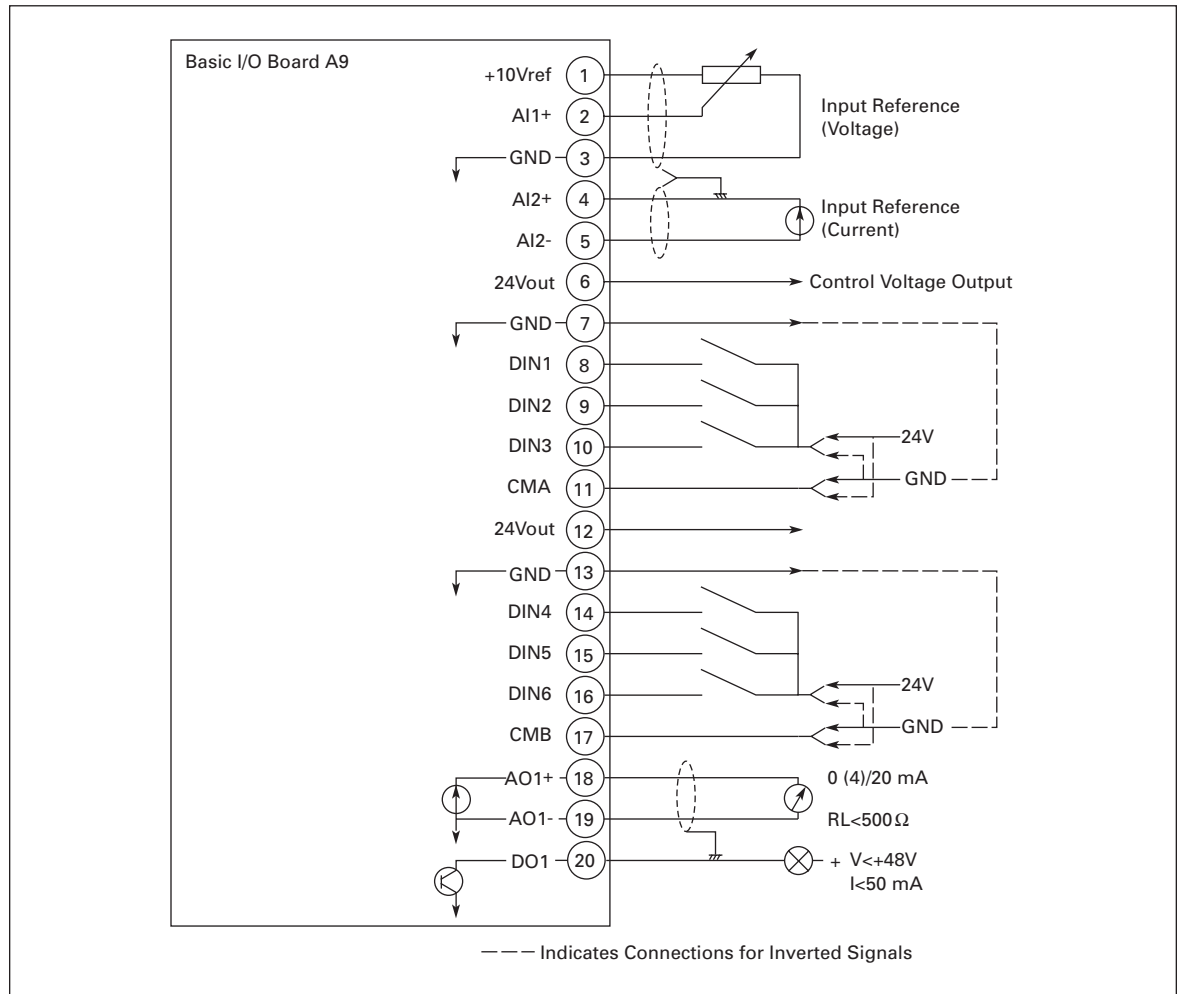 Basic I/O Board A9
+10Vref 1
AI1+ 2
GND 3
Input Reference
(Voltage)
AI2+ 4
AI2- 5
Input Reference
(Current)
24Vout 6 Control Voltage Output
GND 7
DIN1 8
DIN2 9
DIN3 10
24V
GND
CMA 11
24Vout 12
GND 13
DIN4 14
DIN5 15
DIN6 16
24V
GND
CMB 17
AO1+ 18 0 (4)/20 mA
AO1- 19 RL<500Ω
DO1 20 + V<+48V
I<50 mA
Indicates Connections for Inverted Signals